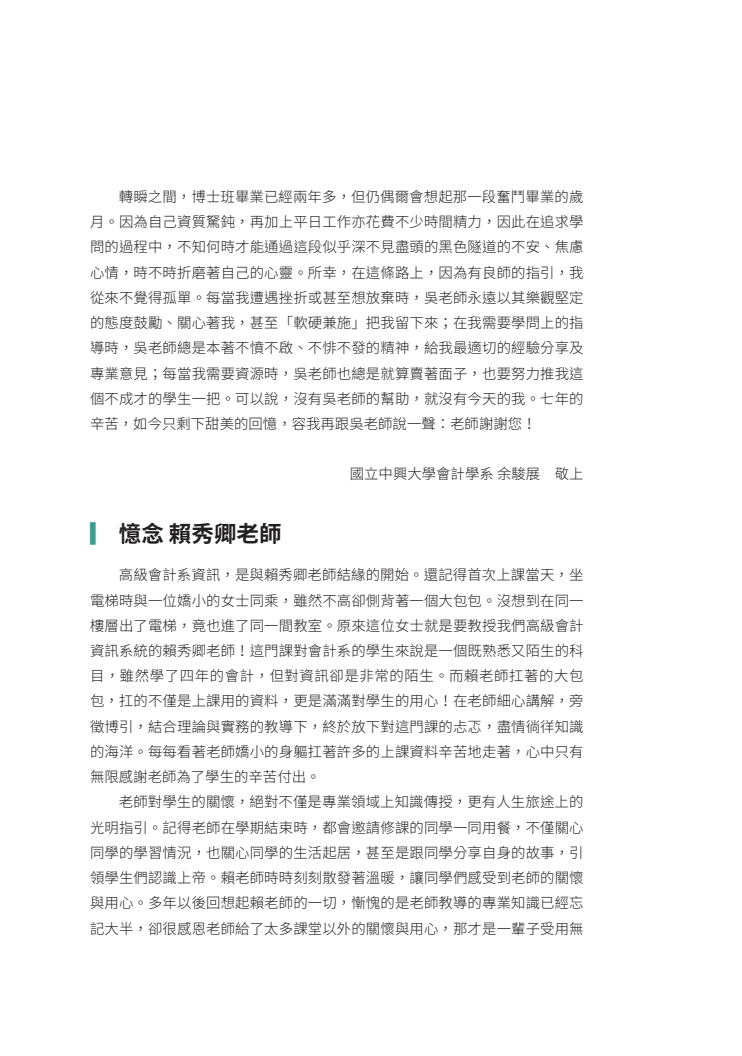 轉瞬之間，博士班畢業已經兩年多，但仍偶爾會想起那一段奮鬥畢業的歲
月。因為自己資質駑鈍，再加上平日工作亦花費不少時間精力，因此在追求學
問的過程中，不知何時才能通過這段似乎深不見盡頭的黑色隧道的不安、焦慮
心情，時不時折磨著自己的心靈。所幸，在這條路上，因為有良師的指引，我
從來不覺得孤單。每當我遭遇挫折或甚至想放棄時，吳老師永遠以其樂觀堅定
的態度鼓勵、關心著我，甚至「軟硬兼施」把我留下來；在我需要學問上的指
導時，吳老師總是本著不憤不啟、不悱不發的精神，給我最適切的經驗分享及
專業意見；每當我需要資源時，吳老師也總是就算賣著面子，也要努力推我這
個不成才的學生一把。可以說，沒有吳老師的幫助，就沒有今天的我。七年的
辛苦，如今只剩下甜美的回憶，容我再跟吳老師說一聲：老師謝謝您！
國立中興大學會計學系 余駿展　敬上
憶念 賴秀卿老師
高級會計系資訊，是與賴秀卿老師結緣的開始。還記得首次上課當天，坐
電梯時與一位嬌小的女士同乘，雖然不高卻側背著一個大包包。沒想到在同一
樓層出了電梯，竟也進了同一間教室。原來這位女士就是要教授我們高級會計
資訊系統的賴秀卿老師！這門課對會計系的學生來說是一個既熟悉又陌生的科
目，雖然學了四年的會計，但對資訊卻是非常的陌生。而賴老師扛著的大包
包，扛的不僅是上課用的資料，更是滿滿對學生的用心！在老師細心講解，旁
徵博引，結合理論與實務的教導下，終於放下對這門課的忐忑，盡情徜徉知識
的海洋。每每看著老師嬌小的身軀扛著許多的上課資料辛苦地走著，心中只有
無限感謝老師為了學生的辛苦付出。
老師對學生的關懷，絕對不僅是專業領域上知識傳授，更有人生旅途上的
光明指引。記得老師在學期結束時，都會邀請修課的同學一同用餐，不僅關心
同學的學習情況，也關心同學的生活起居，甚至是跟同學分享自身的故事，引
領學生們認識上帝。賴老師時時刻刻散發著溫暖，讓同學們感受到老師的關懷
與用心。多年以後回想起賴老師的一切，慚愧的是老師教導的專業知識已經忘
記大半，卻很感恩老師給了太多課堂以外的關懷與用心，那才是一輩子受用無